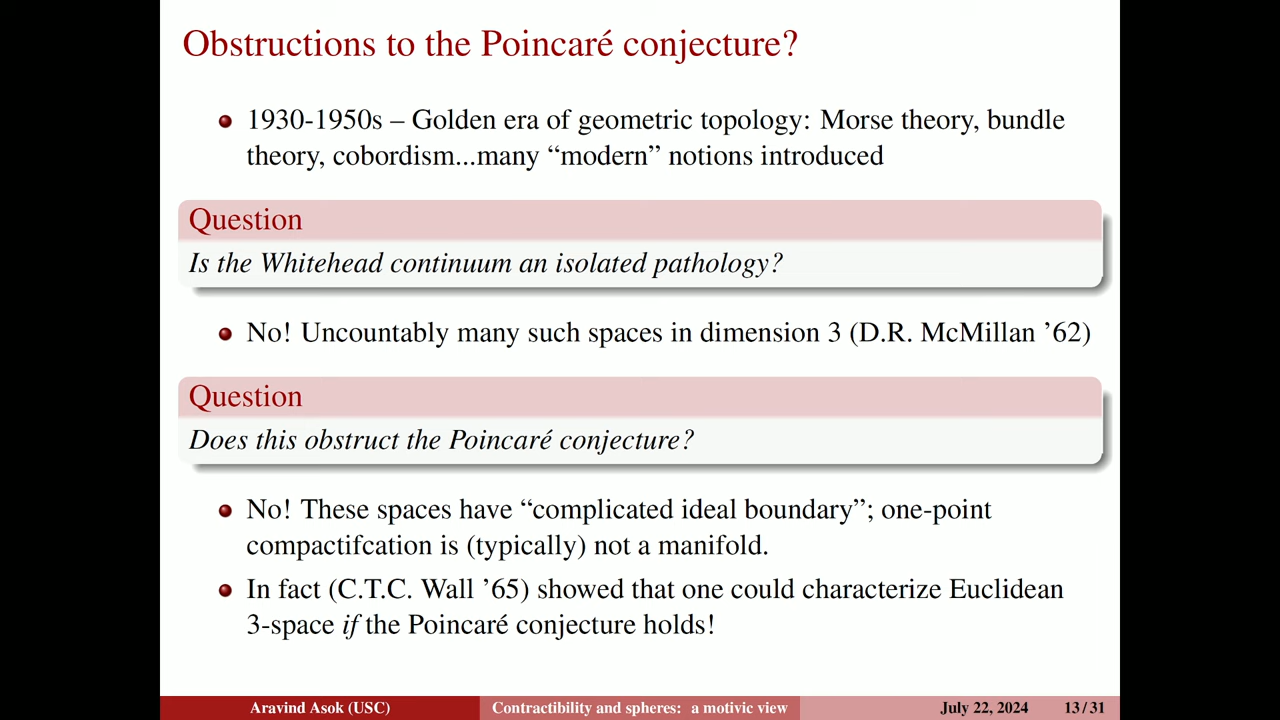 Obstructions to the Poincaré conjecture?
1930-1950s – Golden era of geometric topology: Morse theory, bundle
theory, cobordism...many “modern” notions introduced
Question
Is the Whitehead continuum an isolated pathology?
No! Uncountably many such spaces in dimension 3 (D.R. McMillan ’62)
Question
Does this obstruct the Poincaré conjecture?
No! These spaces have “complicated ideal boundary”; one-point
compactifcation is (typically) not a manifold.
In fact (C.T.C. Wall ’65) showed that one could characterize Euclidean
3-space if the Poincaré conjecture holds!
Aravind Asok (USC) Contractibility and spheres: a motivic view July 22, 2024 13 / 31